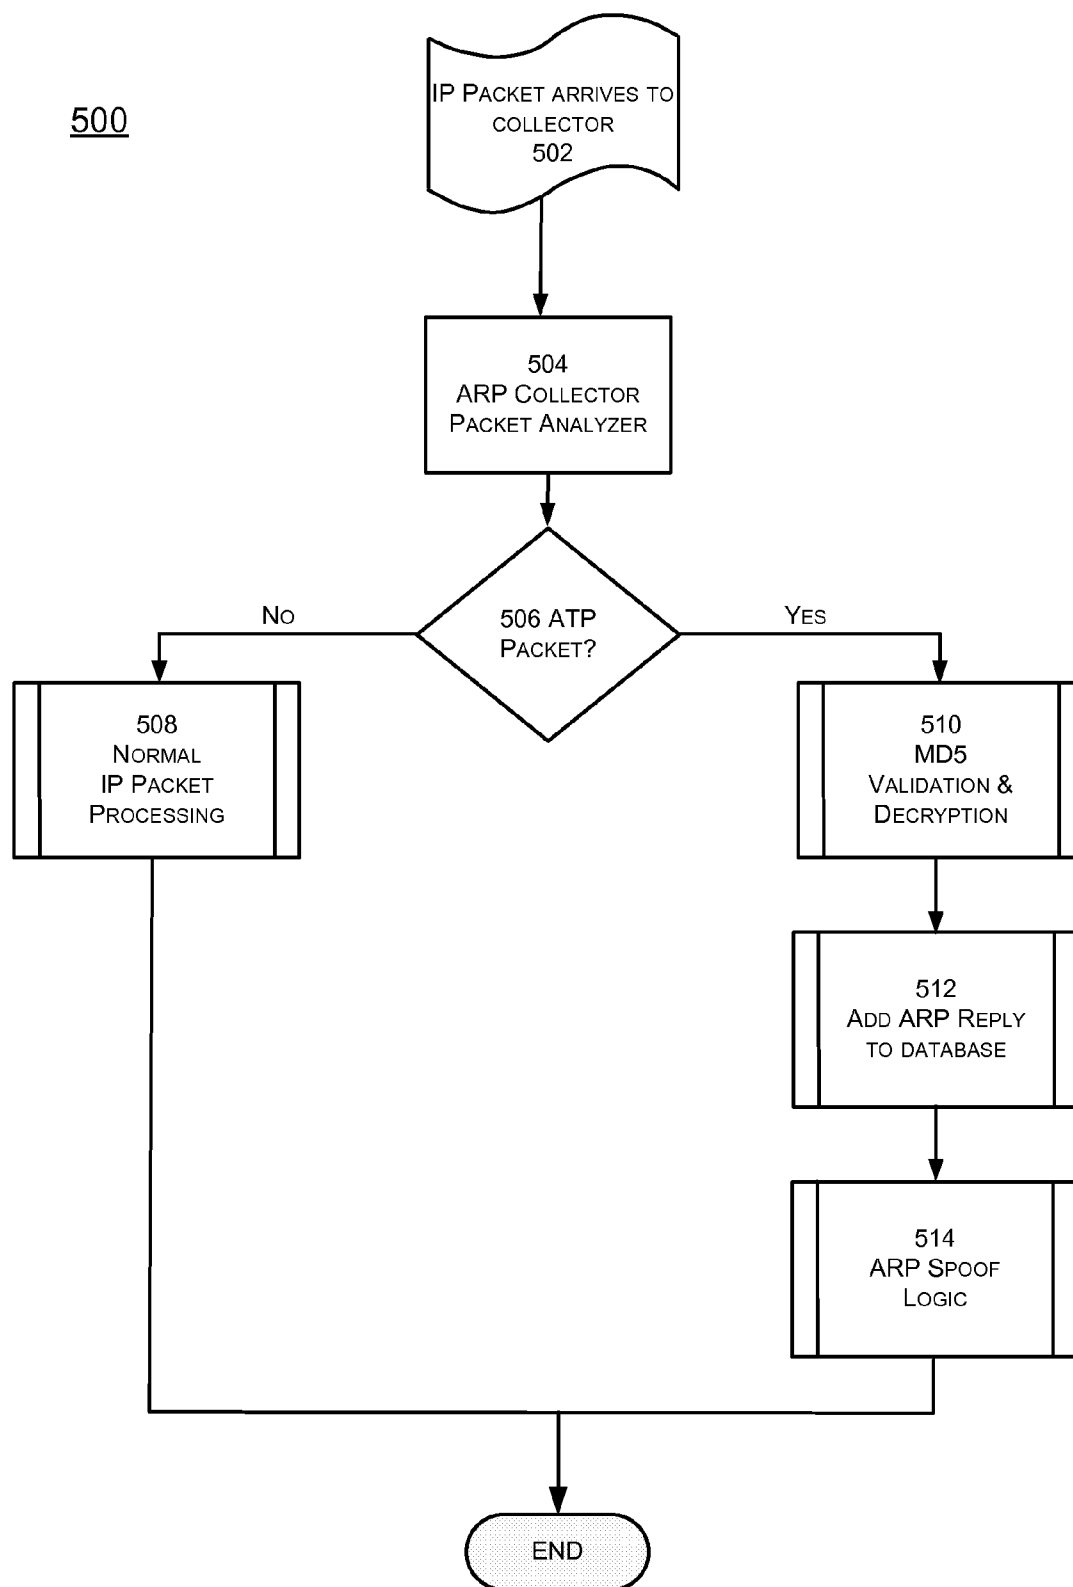 500
IP PACKET ARRIVES TO
COLLECTOR
502
504
ARP COLLECTOR
PACKET ANALYZER
506 ATP
PACKET?
NO
YES
508
NORMAL
IP PACKET
PROCESSING
510
MD5
VALIDATION &
DECRYPTION
512
ADD ARP REPLY
TO DATABASE
514
ARP SPOOF
LOGIC
END